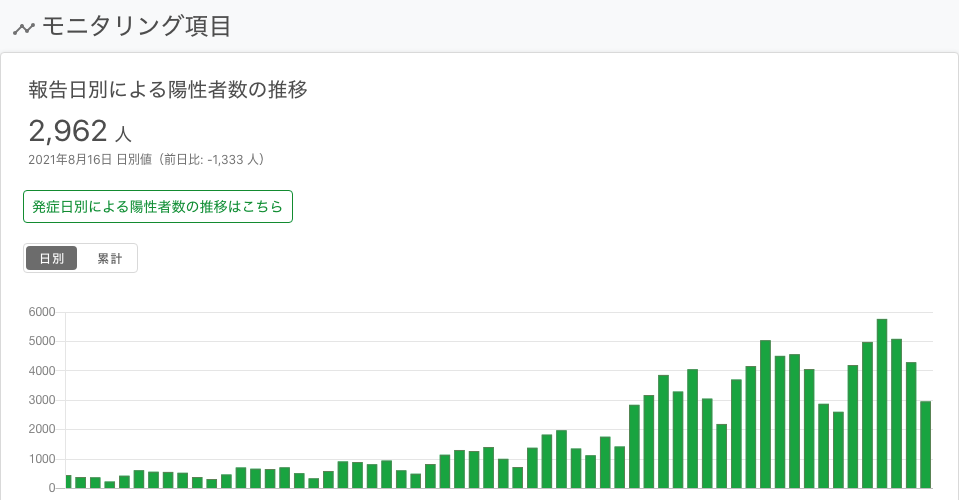 モニタリング項目
報告日別による陽性者数の推移
2,962 人
2021年8月16日 日別値（前日比: -1,333 人）
発症日別による陽性者数の推移はこちら
日別 累計
6000
5000
4000
3000
2000
1000
0